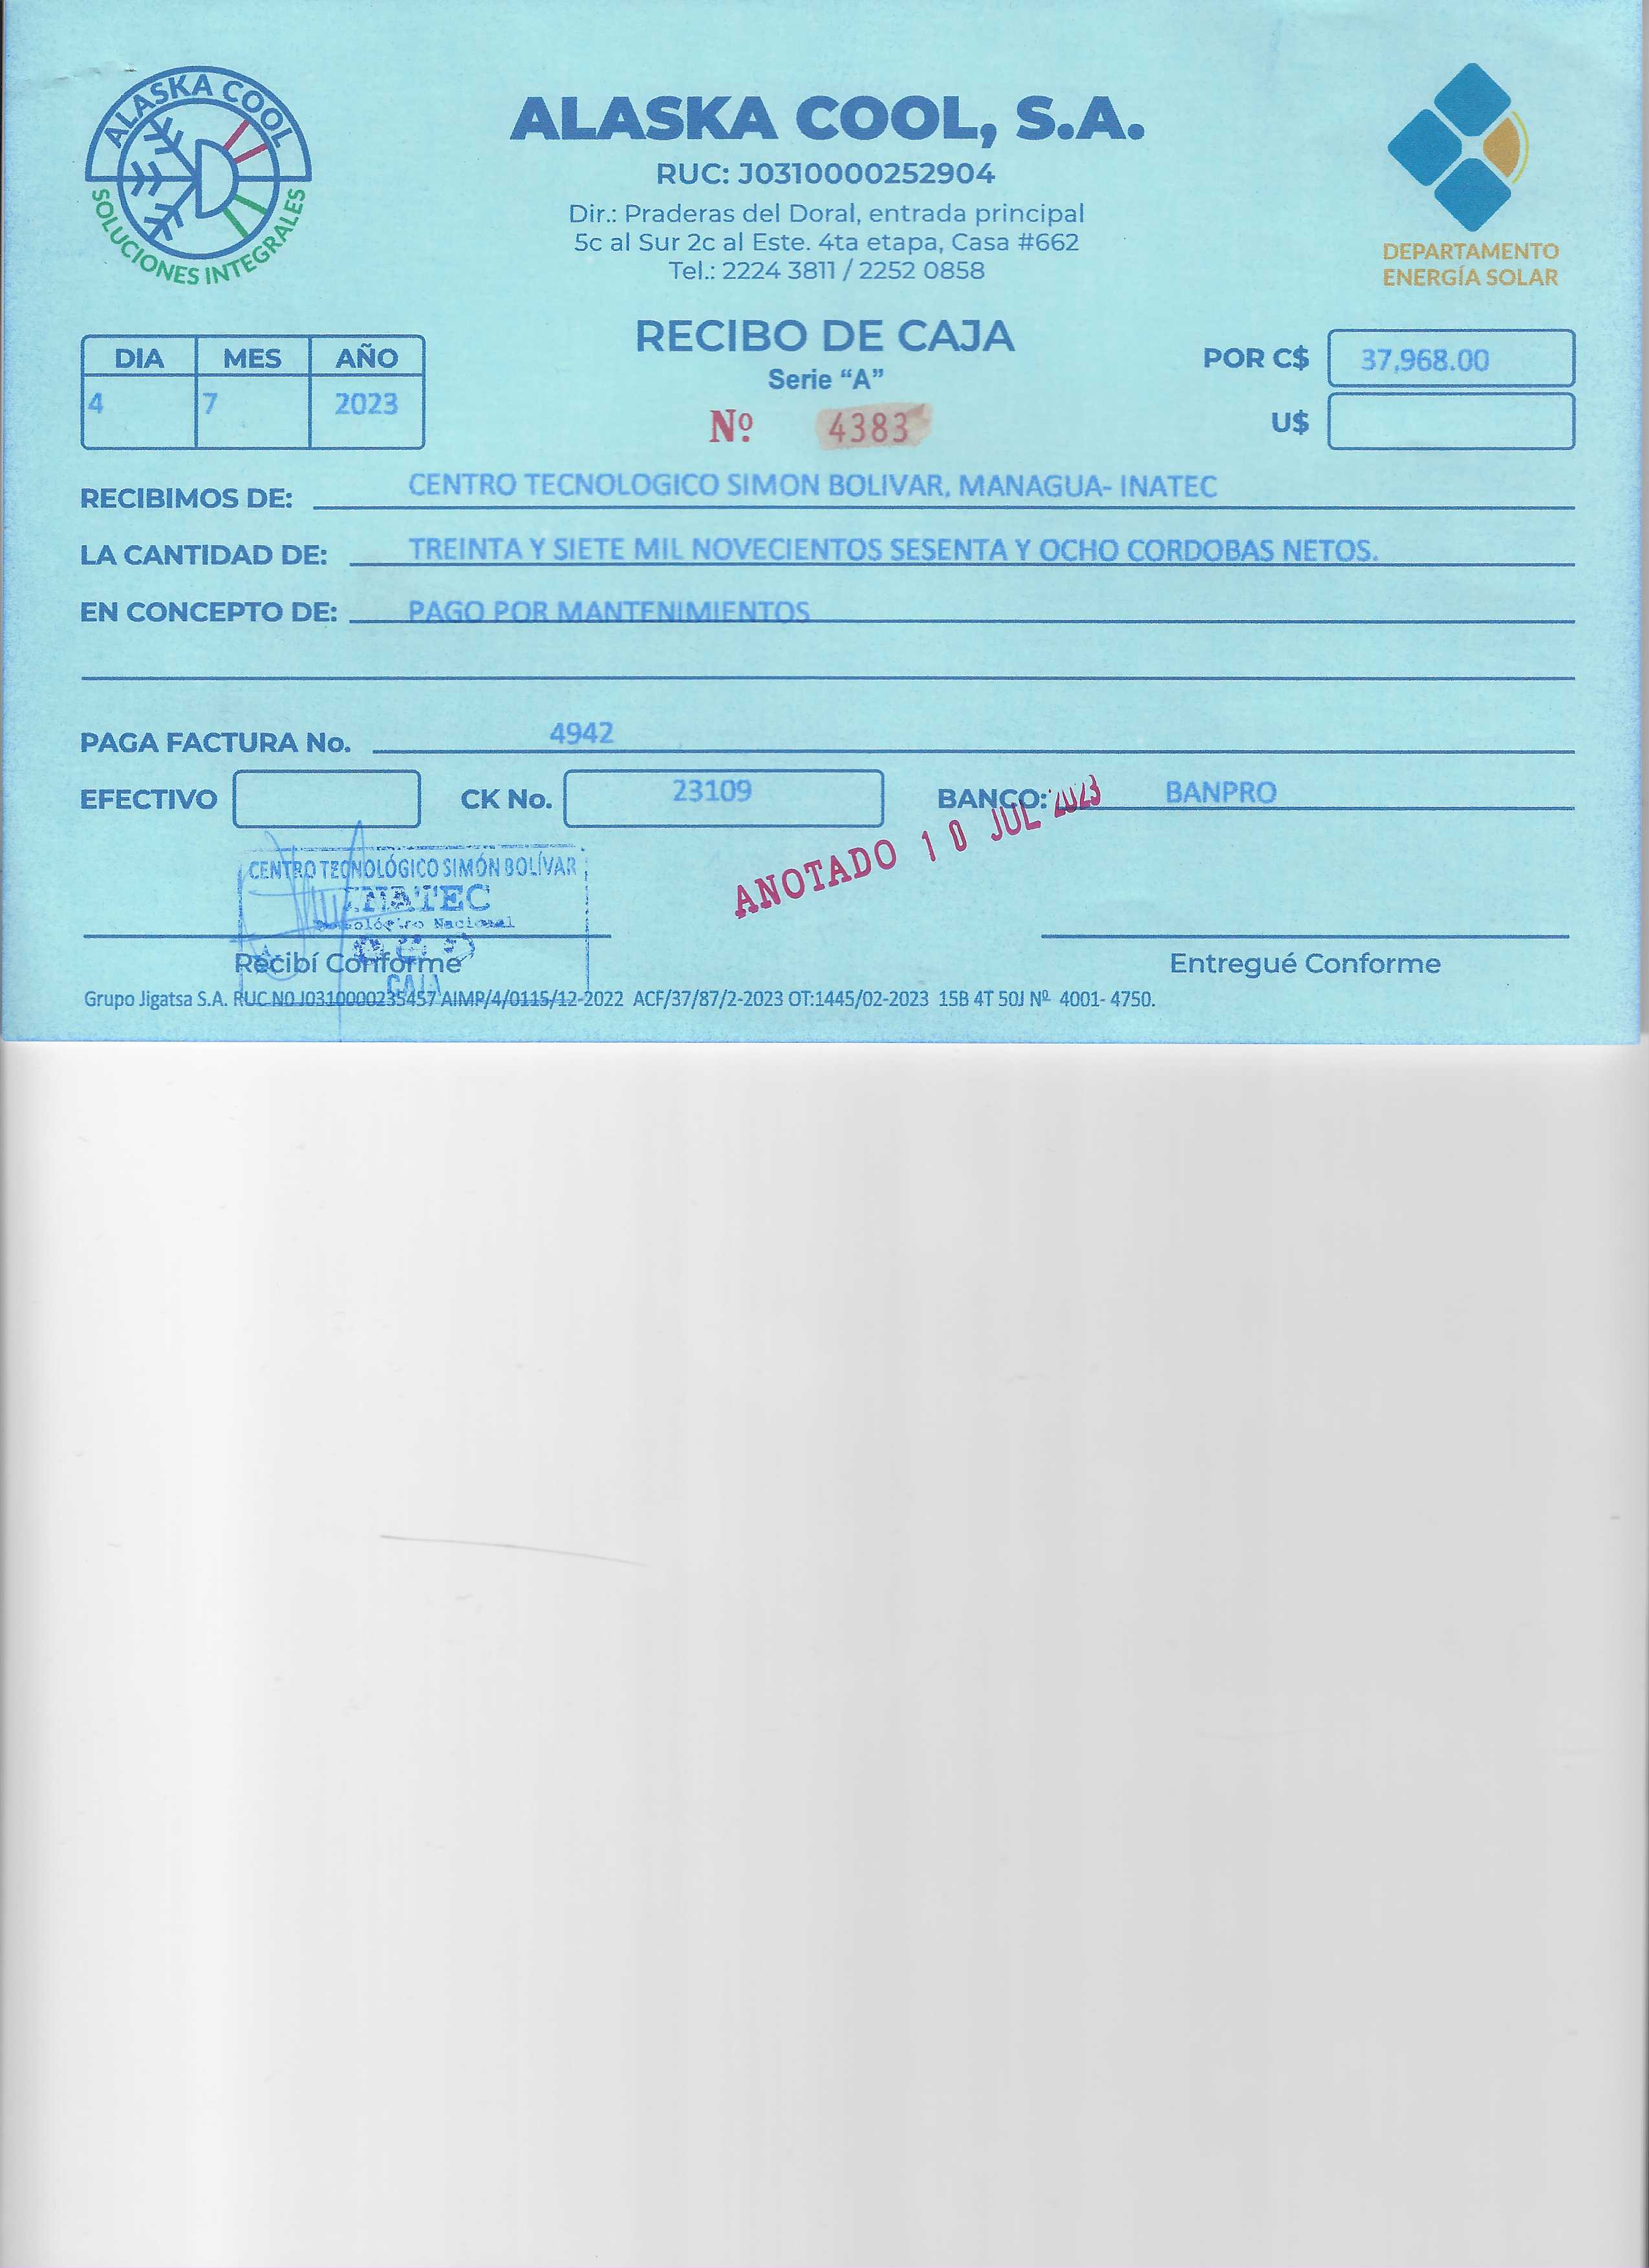 ALASKA COOL
SOLUCIONES INTEGRALES
ALASKA COOL, S.A.
RUC: J0310000252904
Dir.: Praderas del Doral, entrada principal
5c al Sur 2c al Este. 4ta etapa, Casa #662
Tel.: 2224 3811 / 2252 0858
DEPARTAMENTO
ENERGÍA SOLAR
RECIBO DE CAJA
Serie “A”
Nº 4383
DIA MES AÑO
4 7 2023
POR C$ 37,968.00
U$
RECIBIMOS DE: CENTRO TECNOLOGICO SIMON BOLIVAR, MANAGUA- INATEC
LA CANTIDAD DE: TREINTA Y SIETE MIL NOVECIENTOS SESENTA Y OCHO CORDOBAS NETOS.
EN CONCEPTO DE: PAGO POR MANTENIMIENTOS
PAGA FACTURA No. 4942
EFECTIVO CK No. 23109 BANCO: BANPRO
ANOTADO 10 JUL 2023
CENTRO TECNOLÓGICO SIMÓN BOLÍVAR
INATEC
Nacional
CAJA
Recibí Conforme Entregué Conforme
Grupo Jigatsa S.A. RUC NO J0310000235457 AIMP/4/0115/12-2022 ACF/37/87/2-2023 OT:1445/02-2023 15B 4T 50J Nº 4001- 4750.